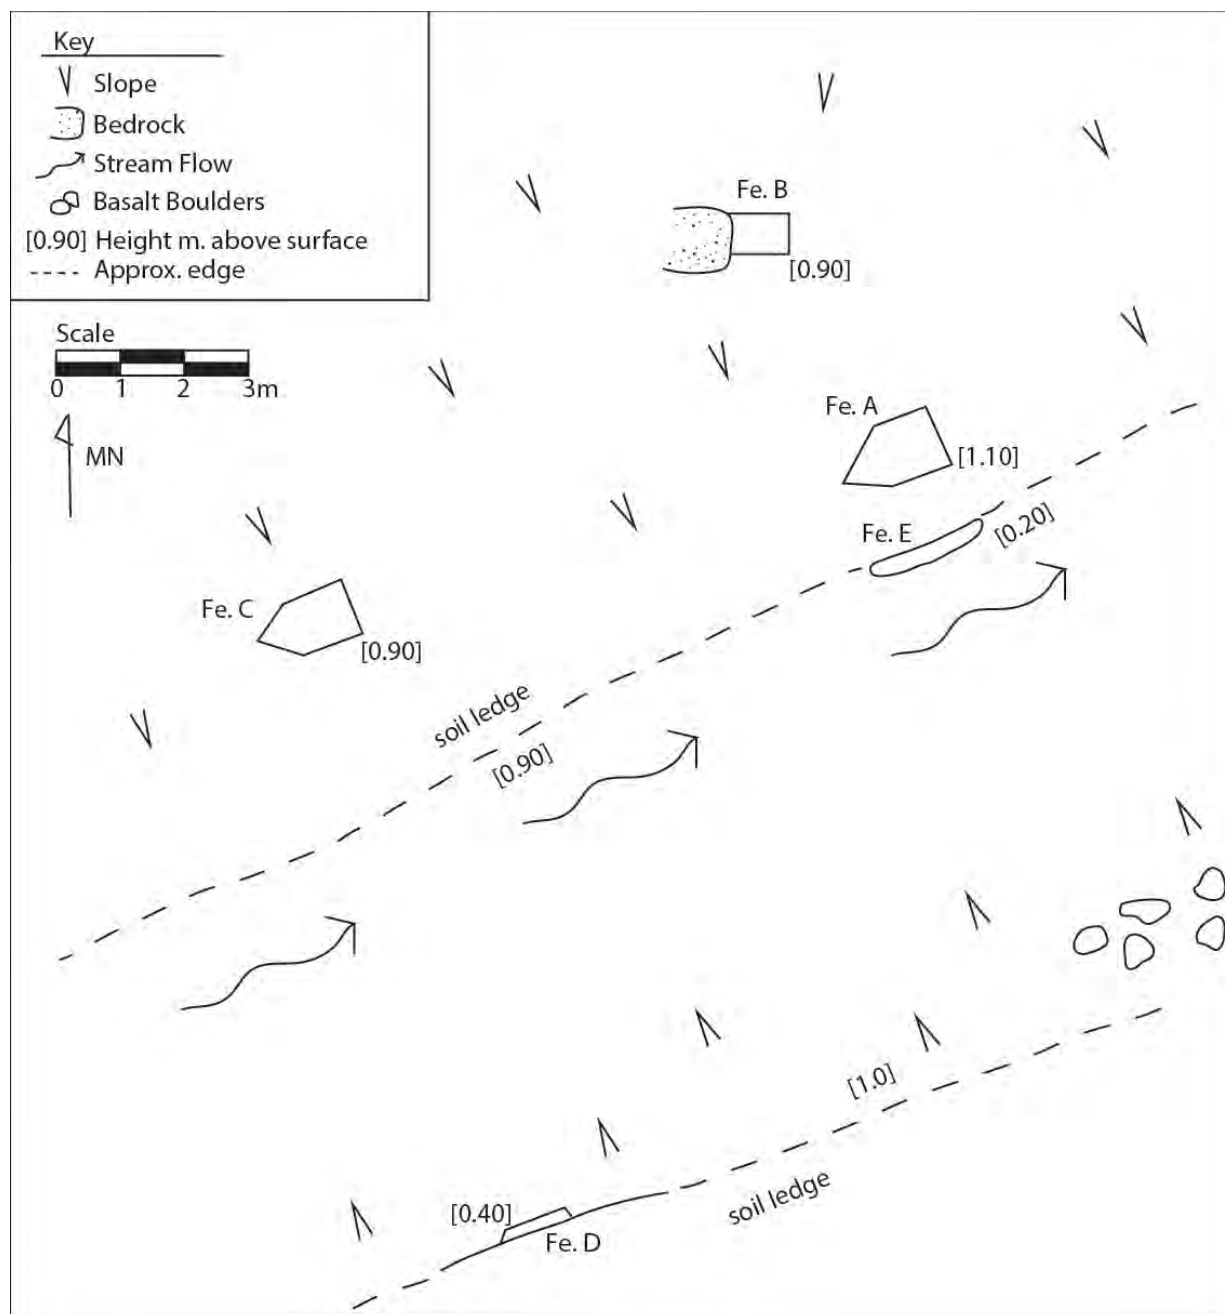 Key
Slope
Bedrock
Stream Flow
Basalt Boulders
[0.90] Height m. above surface
Approx. edge
Scale
0 1 2 3m
MN
Fe. B
[0.90]
Fe. A
[1.10]
Fe. E
[0.20]
Fe. C
[0.90]
soil ledge
[0.90]
[1.0]
soil ledge
[0.40]
Fe. D